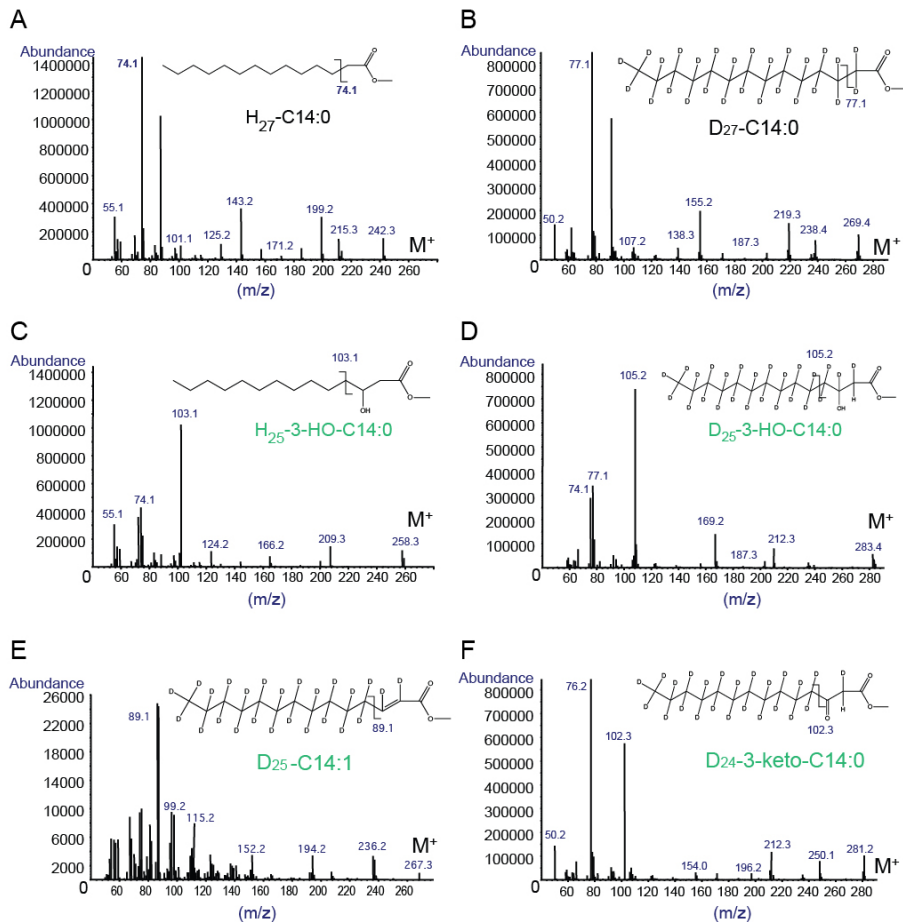 A
Abundance
1400000
1200000
1000000
800000
600000
400000
200000
0
74.1
55.1
101.1
125.2
143.2
171.2
199.2
215.3
242.3
M+
74.1
H27-C14:0
60 80 100 120 140 160 180 200 220 240 260
(m/z)
B
Abundance
800000
700000
600000
500000
400000
300000
200000
100000
0
77.1
50.2
107.2
138.3
155.2
187.3
219.3
238.4
269.4
M+
D D D D D D D D D D D D D
D D D D D D D D D D D D D D
O
O
77.1
D27-C14:0
60 80 100 120 140 160 180 200 220 240 260 280
(m/z)
C
Abundance
1400000
1200000
1000000
800000
600000
400000
200000
0
103.1
O
O
OH
H25-3-HO-C14:0
103.1
74.1
55.1
124.2
166.2
209.3
258.3
M+
60 80 100 120 140 160 180 200 220 240 260
(m/z)
D
Abundance
800000
700000
600000
500000
400000
300000
200000
100000
0
105.2
D D D D D D D D D D D D D
D D D D D D D D D D D D H
O
O
OH
D25-3-HO-C14:0
105.2
77.1
74.1
169.2
187.3
212.3
283.4
M+
60 80 100 120 140 160 180 200 220 240 260 280
(m/z)
E
Abundance
26000
22000
18000
14000
10000
6000
2000
89.1
99.2
115.2
152.2
194.2
236.2
267.3
M+
D D D D D D D D D D D D D
D D D D D D D D D D D D
O
O
89.1
D25-C14:1
60 80 100 120 140 160 180 200 220 240 260
(m/z)
F
Abundance
800000
700000
600000
500000
400000
300000
200000
100000
0
76.2
102.3
50.2
154.0
196.2
212.3
250.1
281.2
M+
D D D D D D D D D D D D H
D D D D D D D D D D D D
O
O
O
H
102.3
D24-3-keto-C14:0
60 80 100 120 140 160 180 200 220 240 260 280
(m/z)